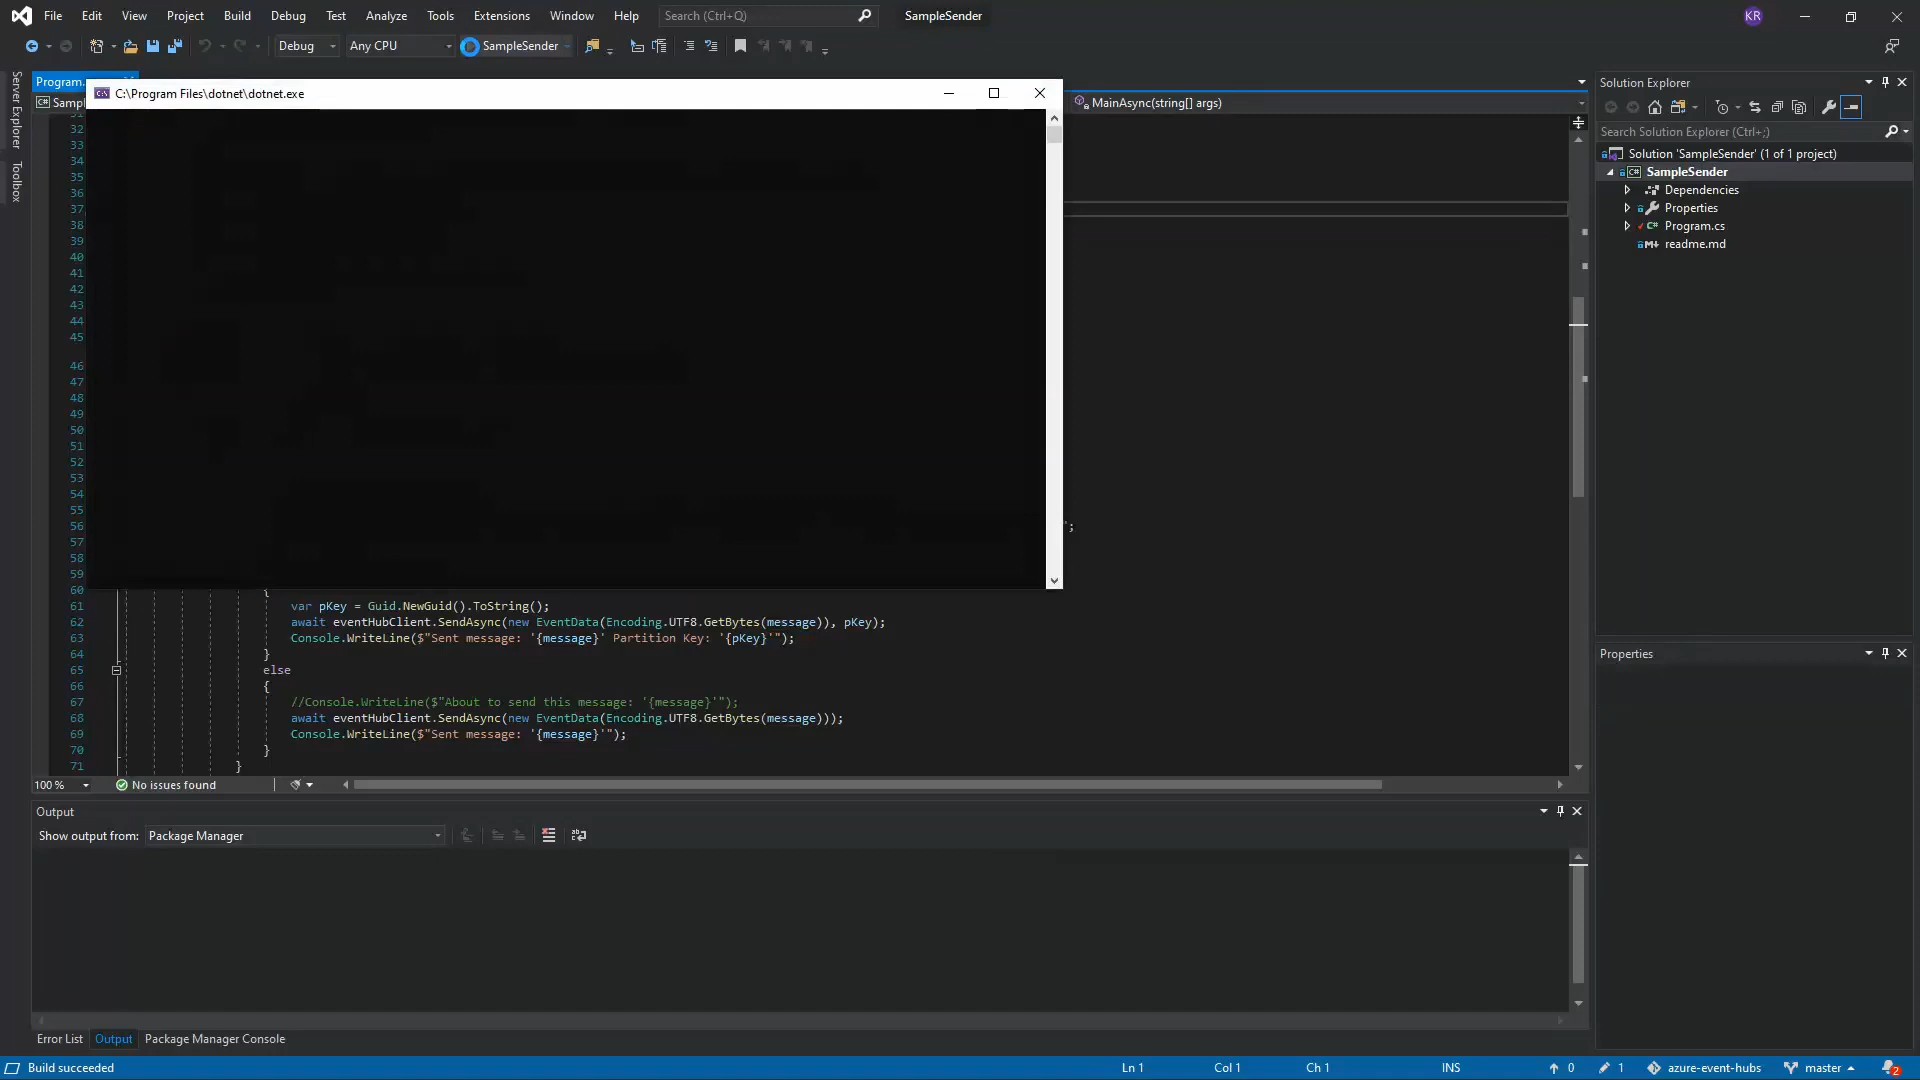 File Edit View Project Build Debug Test Analyze Tools Extensions Window Help Search (Ctrl+Q) SampleSender KR
Debug Any CPU SampleSender
Server Explorer
Toolbox
Program.
C:\Program Files\dotnet\dotnet.exe
C# Samp
MainAsync(string[] args)
32
33
34
35
36
37
38
39
40
41
42
43
44
45
46
47
48
49
50
51
52
53
54
55
56 ";
57
58
59
60 {
61 var pKey = Guid.NewGuid().ToString();
62 await eventHubClient.SendAsync(new EventData(Encoding.UTF8.GetBytes(message)), pKey);
63 Console.WriteLine($"Sent message: '{message}' Partition Key: '{pKey}'");
64 }
65 else
66 {
67 //Console.WriteLine($"About to send this message: '{message}'");
68 await eventHubClient.SendAsync(new EventData(Encoding.UTF8.GetBytes(message)));
69 Console.WriteLine($"Sent message: '{message}'");
70 }
71 }
100 % No issues found
Output
Show output from: Package Manager
Error List Output Package Manager Console
Solution Explorer
Search Solution Explorer (Ctrl+;)
Solution 'SampleSender' (1 of 1 project)
C# SampleSender
Dependencies
Properties
C# Program.cs
readme.md
Properties
Build succeeded Ln 1 Col 1 Ch 1 INS 0 1 azure-event-hubs master 2